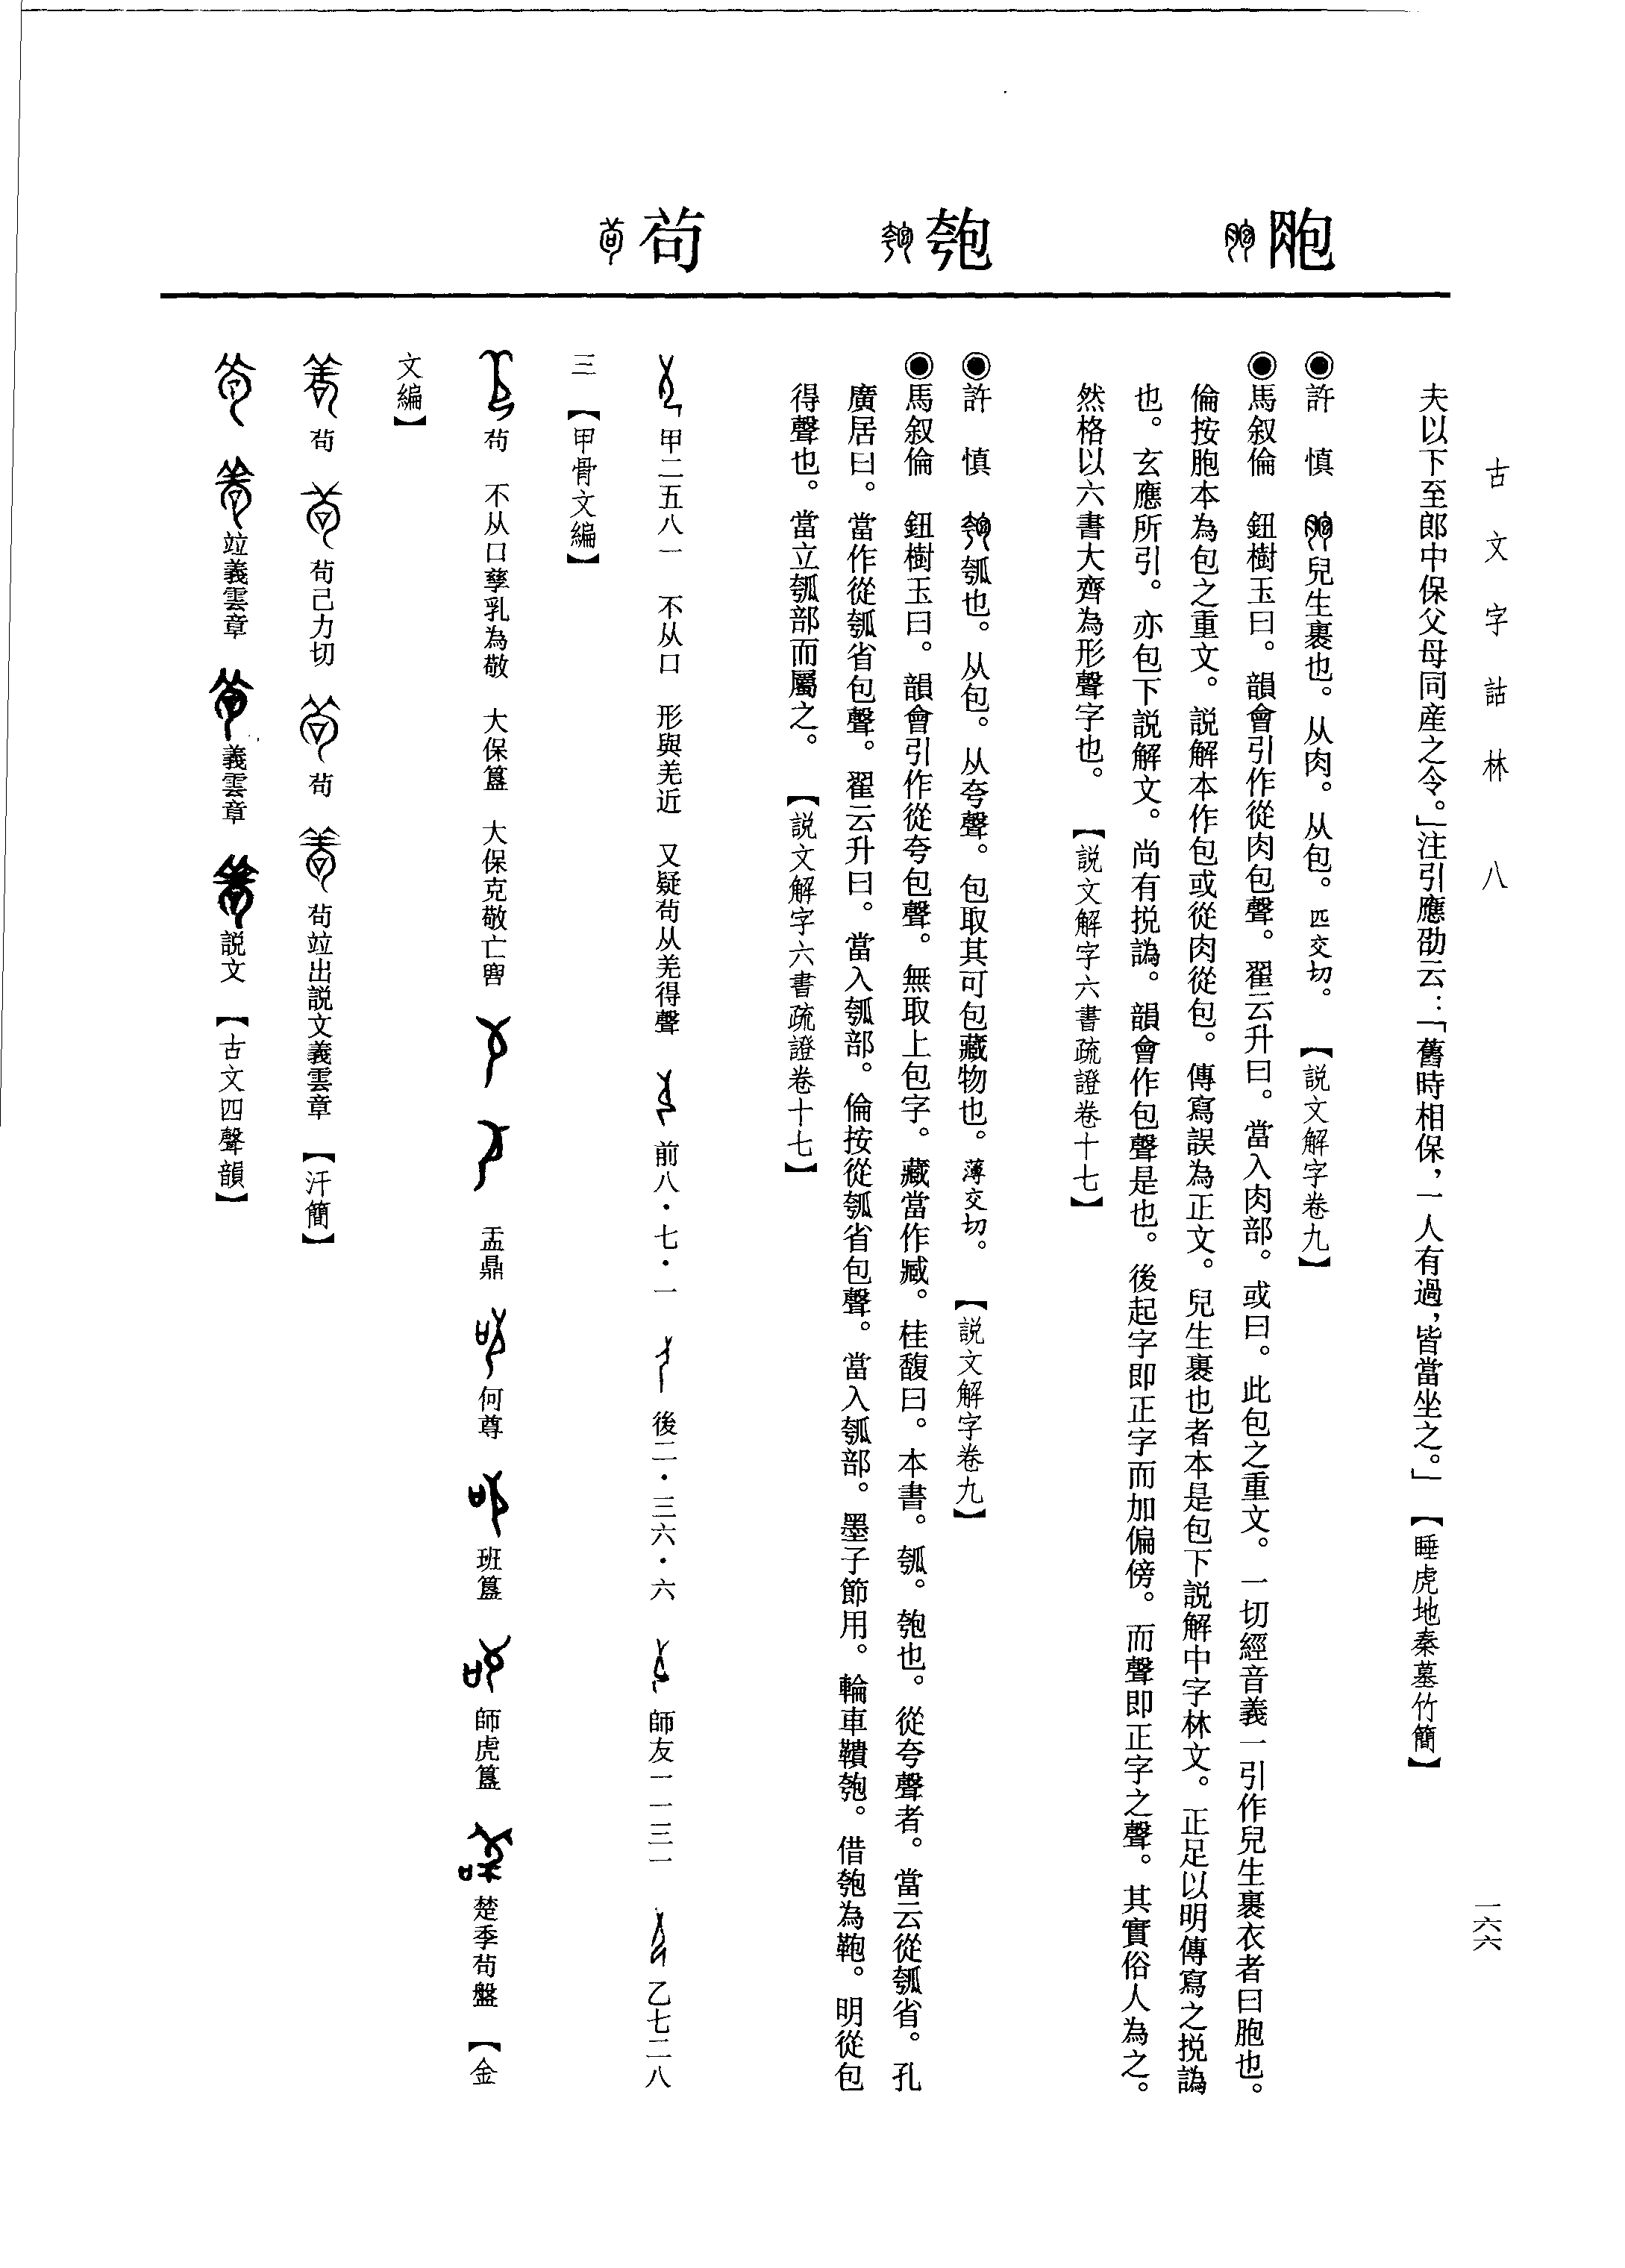 古文字詁林 八
一六六
胞
匏
茍
夫以下至郎中保父母同産之令。」注引應劭云：「舊時相保，一人有過，皆當坐之。」 【睡虎地秦墓竹簡】
◉許 慎 兒生裹也。从肉。从包。匹交切。 【説文解字卷九】
◉馬叙倫 鈕樹玉曰。韻會引作從肉包聲。翟云升曰。當入肉部。或曰。此包之重文。一切經音義一引作兒生裹衣者曰胞也。
倫按胞本為包之重文。説解本作包或從肉從包。傳寫誤為正文。兒生裹也者本是包下説解中字林文。正足以明傳寫之捝譌
也。玄應所引。亦包下説解文。尚有捝譌。韻會作包聲是也。後起字即正字而加偏傍。而聲即正字之聲。其實俗人為之。
然格以六書大齊為形聲字也。 【説文解字六書疏證卷十七】
◉許 慎 瓠也。从包。从夸聲。包取其可包藏物也。薄交切。 【説文解字卷九】
◉馬叙倫 鈕樹玉曰。韻會引作從夸包聲。無取上包字。藏當作臧。桂馥曰。本書。瓠。匏也。從夸聲者。當云從瓠省。孔
廣居曰。當作從瓠省包聲。翟云升曰。當入瓠部。倫按從瓠省包聲。當入瓠部。墨子節用。輪車鞼匏。借匏為鞄。明從包
得聲也。當立瓠部而屬之。 【説文解字六書疏證卷十七】
甲二五八一 不从口 形與羌近 又疑茍从羌得聲 前八・七・一 後二・三六・六 師友一一三一 乙七二八
三 【甲骨文編】
茍 不从口孳乳為敬 大保簋 大保克敬亡遣 盂鼎 何尊 班簋 師虎簋 楚季茍盤 【金
文編】
茍 茍己力切 茍 茍竝出説文義雲章 【汗簡】
竝義雲章 義雲章 説文 【古文四聲韻】